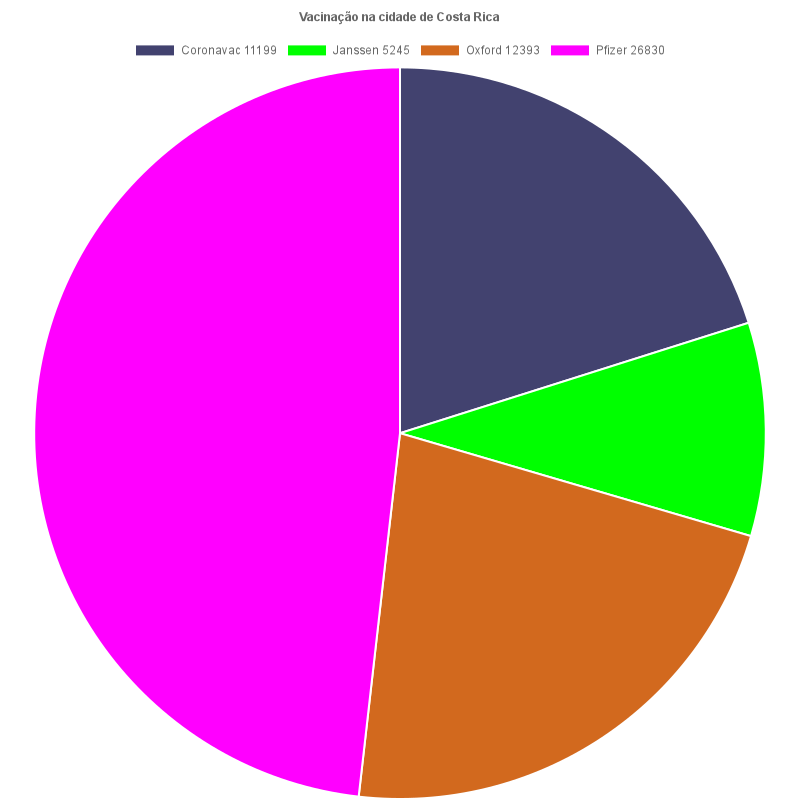 Vacinação na cidade de Costa Rica
Coronavac 11199 Janssen 5245 Oxford 12393 Pfizer 26830